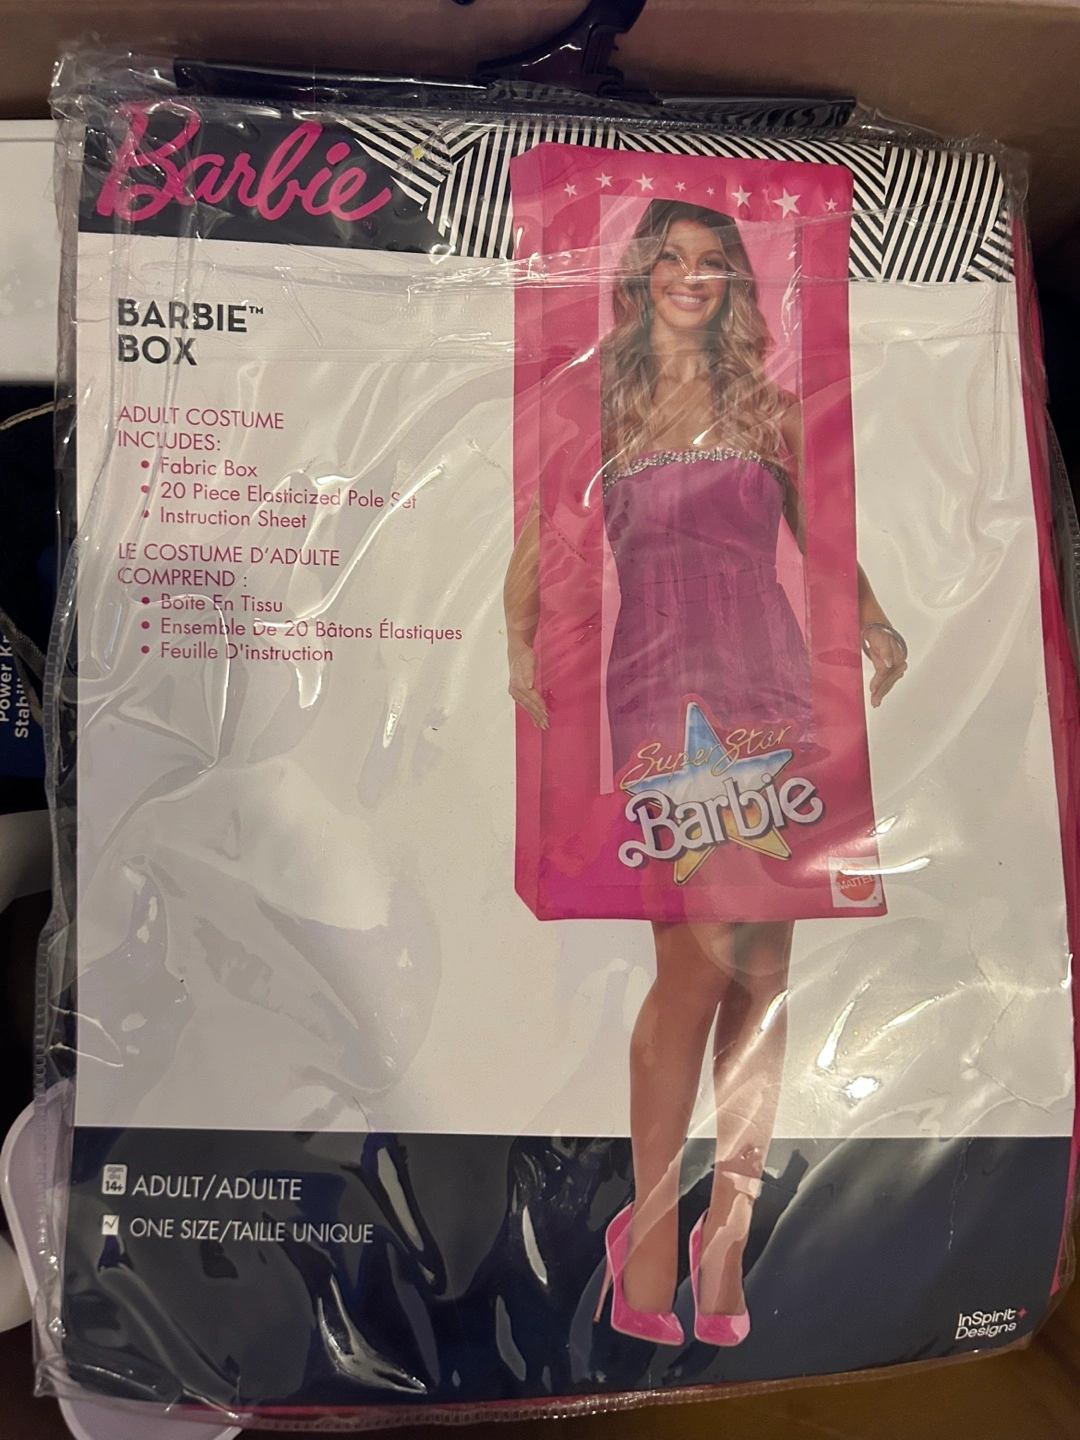 Barbie
BARBIE™
BOX
ADULT COSTUME
INCLUDES:
• Fabric Box
• 20 Piece Elasticized Pole Set
• Instruction Sheet
LE COSTUME D'ADULTE
COMPREND :
• Boîte En Tissu
• Ensemble De 20 Bâtons Élastiques
• Feuille D'instruction
SuperStar
Barbie
MATTEL
14+
ADULT/ADULTE
ONE SIZE/TAILLE UNIQUE
InSpirit
Designs